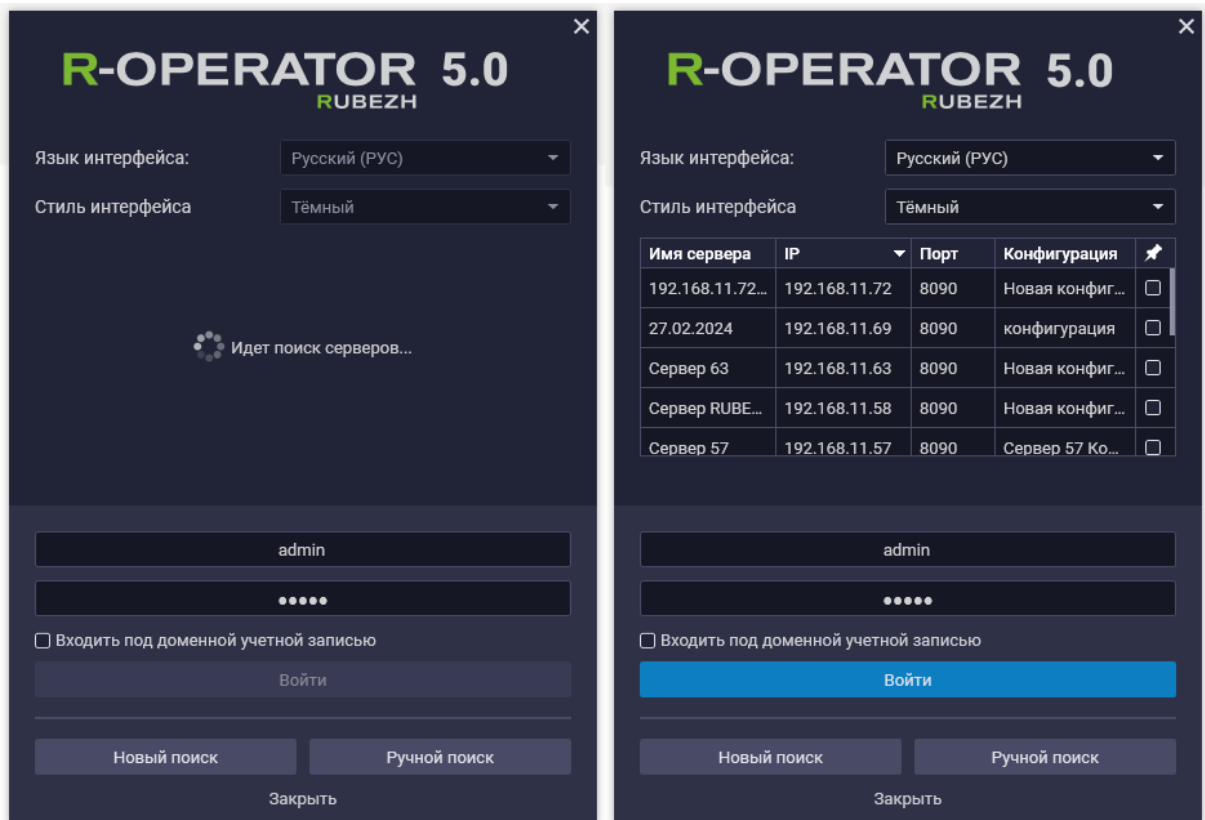 R-OPERATOR 5.0
RUBEZH
Язык интерфейса: Русский (РУС)
Стиль интерфейса Тёмный
Идет поиск серверов...
admin
Входить под доменной учетной записью
Войти
Новый поиск Ручной поиск
Закрыть
R-OPERATOR 5.0
RUBEZH
Язык интерфейса: Русский (РУС)
Стиль интерфейса Тёмный
Имя сервера IP Порт Конфигурация
192.168.11.72... 192.168.11.72 8090 Новая конфиг...
27.02.2024 192.168.11.69 8090 конфигурация
Сервер 63 192.168.11.63 8090 Новая конфиг...
Сервер RUBE... 192.168.11.58 8090 Новая конфиг...
Сервер 57 192.168.11.57 8090 Сервер 57 Ко...
admin
Входить под доменной учетной записью
Войти
Новый поиск Ручной поиск
Закрыть